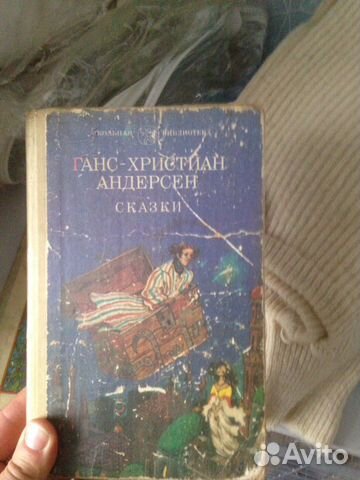 ШКОЛЬНАЯ БИБЛИОТЕКА
ГАНС-ХРИСТИАН
АНДЕРСЕН
СКАЗКИ
Avito